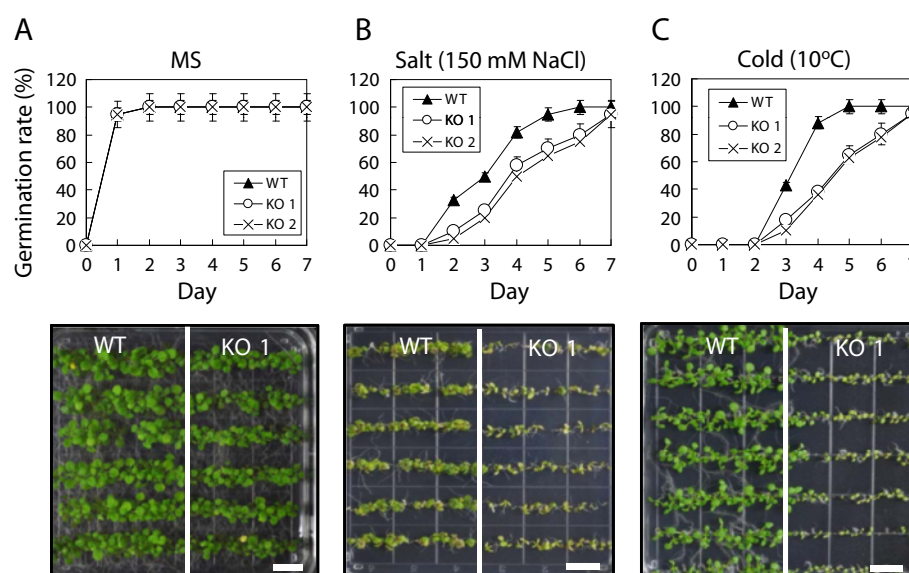 A
MS
Germination rate (%)
120
100
80
60
40
20
0
WT
KO 1
KO 2
0 1 2 3 4 5 6 7
Day
WT KO 1
B
Salt (150 mM NaCl)
120
100
80
60
40
20
0
WT
KO 1
KO 2
0 1 2 3 4 5 6 7
Day
WT KO 1
C
Cold (10ºC)
120
100
80
60
40
20
0
WT
KO 1
KO 2
0 1 2 3 4 5 6
Day
WT KO 1